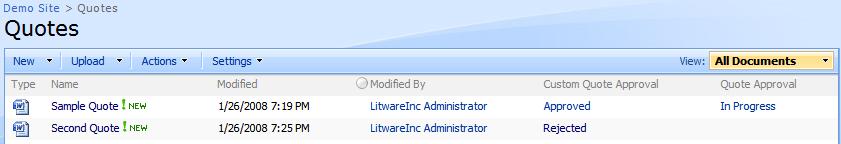 Demo Site > Quotes
Quotes
New Upload Actions Settings View: All Documents
Type Name Modified Modified By Custom Quote Approval Quote Approval
Sample Quote ! NEW 1/26/2008 7:19 PM LitwareInc Administrator Approved In Progress
Second Quote ! NEW 1/26/2008 7:25 PM LitwareInc Administrator Rejected